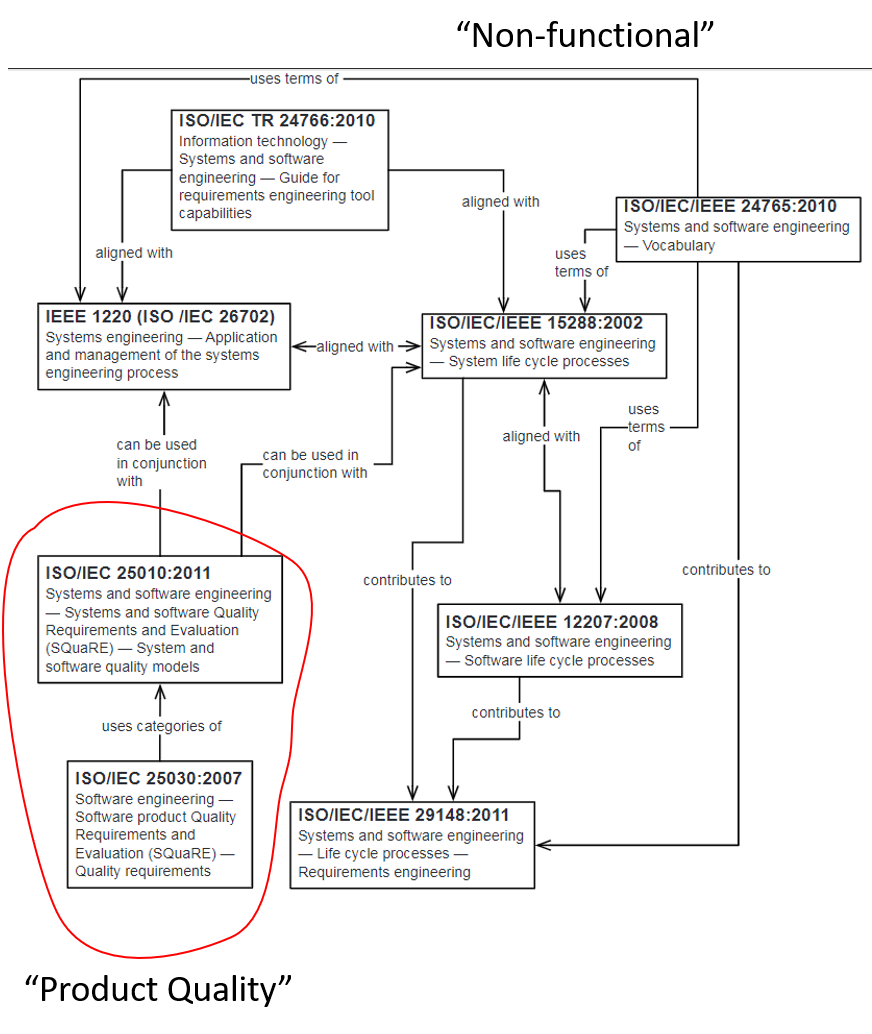 “Non-functional”
uses terms of
ISO/IEC TR 24766:2010
Information technology —
Systems and software
engineering — Guide for
requirements engineering tool
capabilities
aligned with
aligned with
ISO/IEC/IEEE 24765:2010
Systems and software engineering
— Vocabulary
uses
terms of
IEEE 1220 (ISO /IEC 26702)
Systems engineering — Application
and management of the systems
engineering process
aligned with
ISO/IEC/IEEE 15288:2002
Systems and software engineering
— System life cycle processes
can be used
in conjunction
with
can be used in
conjunction with
aligned with
uses
terms
of
ISO/IEC 25010:2011
Systems and software engineering
— Systems and software Quality
Requirements and Evaluation
(SQuaRE) — System and
software quality models
contributes to
contributes to
ISO/IEC/IEEE 12207:2008
Systems and software engineering
— Software life cycle processes
uses categories of
contributes to
ISO/IEC 25030:2007
Software engineering —
Software product Quality
Requirements and
Evaluation (SQuaRE) —
Quality requirements
ISO/IEC/IEEE 29148:2011
Systems and software engineering
— Life cycle processes —
Requirements engineering
“Product Quality”